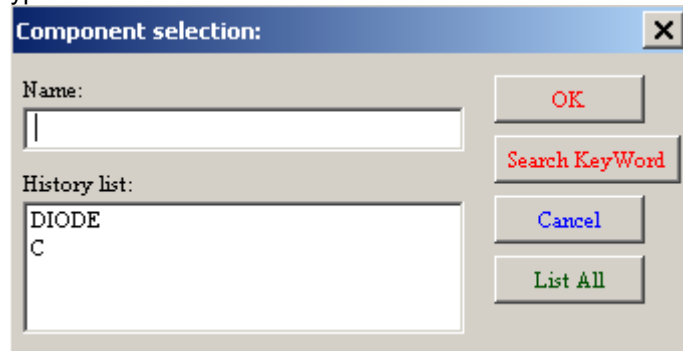 Component selection:
Name:
OK
Search KeyWord
History list:
DIODE
C
Cancel
List All